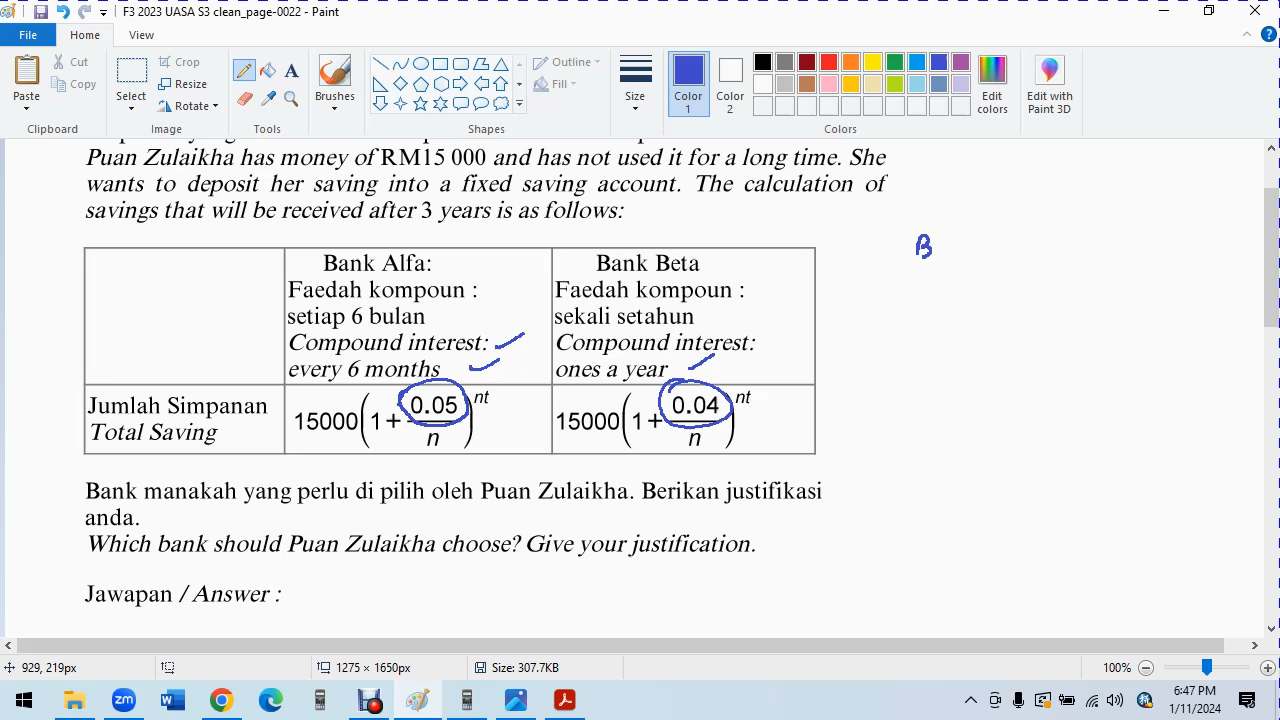 F3 2023 UASA S3 clean_page-0022 - Paint
File Home View
Paste Cut Copy Clipboard
Select Crop Resize Rotate Image
Tools
Brushes
Shapes Outline Fill
Size
Color 1 Color 2 Colors
Edit colors
Edit with Paint 3D
Puan Zulaikha has money of RM15 000 and has not used it for a long time. She
wants to deposit her saving into a fixed saving account. The calculation of
savings that will be received after 3 years is as follows:
B
Bank Alfa:
Faedah kompoun :
setiap 6 bulan
Compound interest:
every 6 months
Bank Beta
Faedah kompoun :
sekali setahun
Compound interest:
ones a year
Jumlah Simpanan
Total Saving
15000(1+0.05/n)^nt
15000(1+0.04/n)^nt
Bank manakah yang perlu di pilih oleh Puan Zulaikha. Berikan justifikasi
anda.
Which bank should Puan Zulaikha choose? Give your justification.
Jawapan / Answer :
929, 219px 1275 × 1650px Size: 307.7KB 100%
6:47 PM
1/11/2024